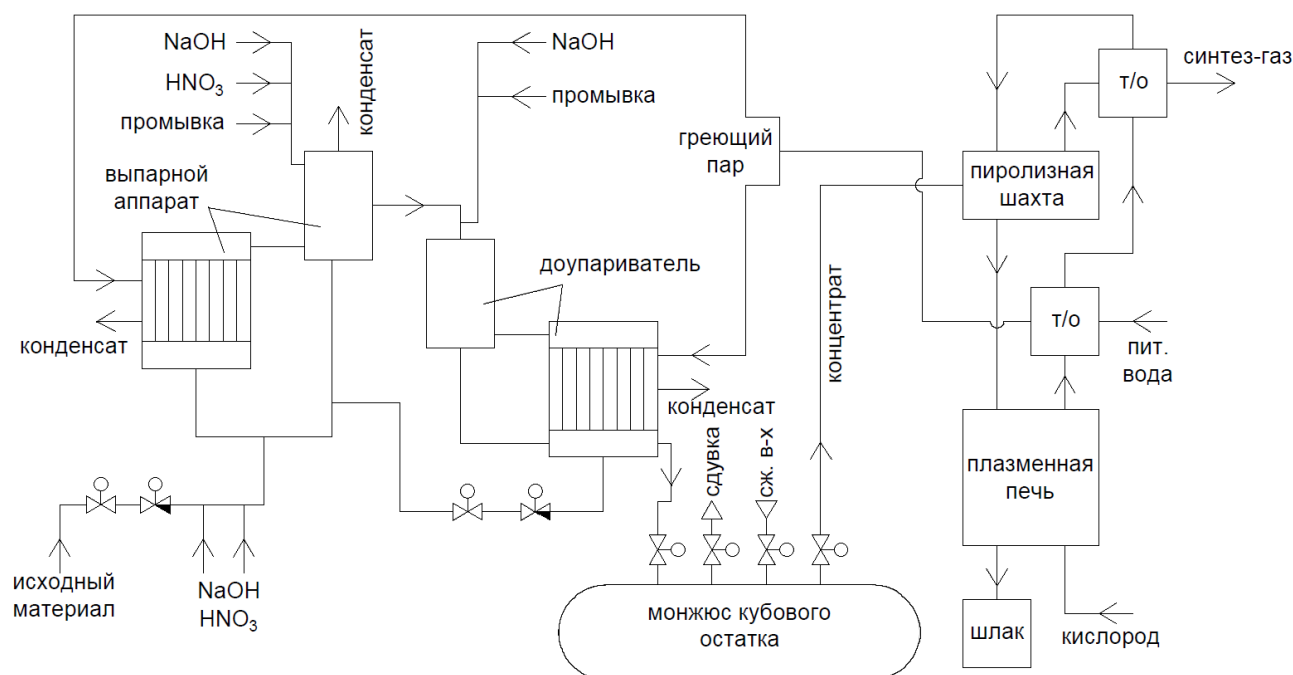 NaOH
HNO₃
промывка
конденсат
NaOH
промывка
выпарной
аппарат
греющий
пар
синтез-газ
т/о
пиролизная
шахта
доупариватель
конденсат
концентрат
т/о
пит.
вода
конденсат
сдувка
сж. в-х
плазменная
печь
исходный
материал
NaOH
HNO₃
монжюс кубового
остатка
шлак
кислород